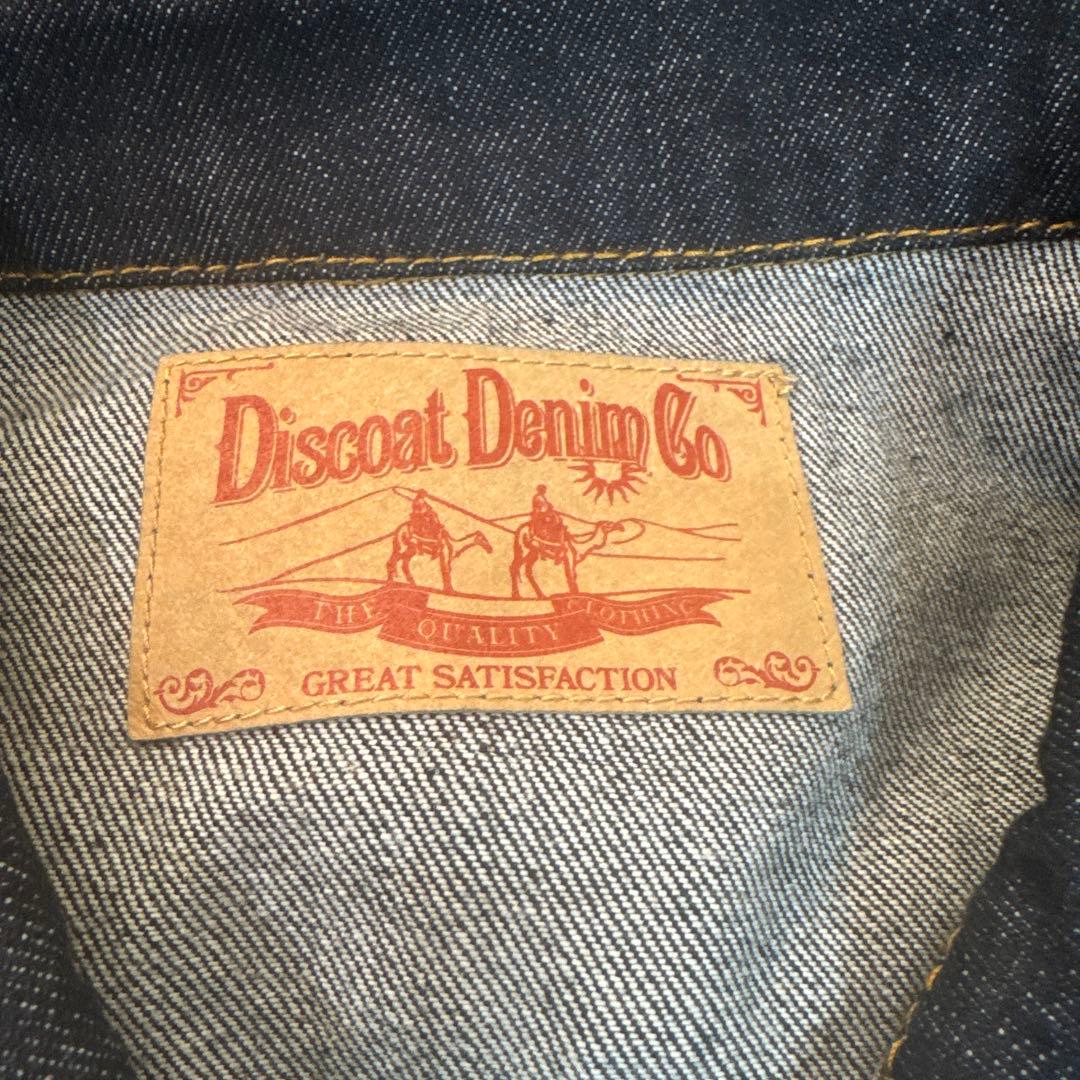 Discoat Denim Co
THE QUALITY CLOTHING
GREAT SATISFACTION